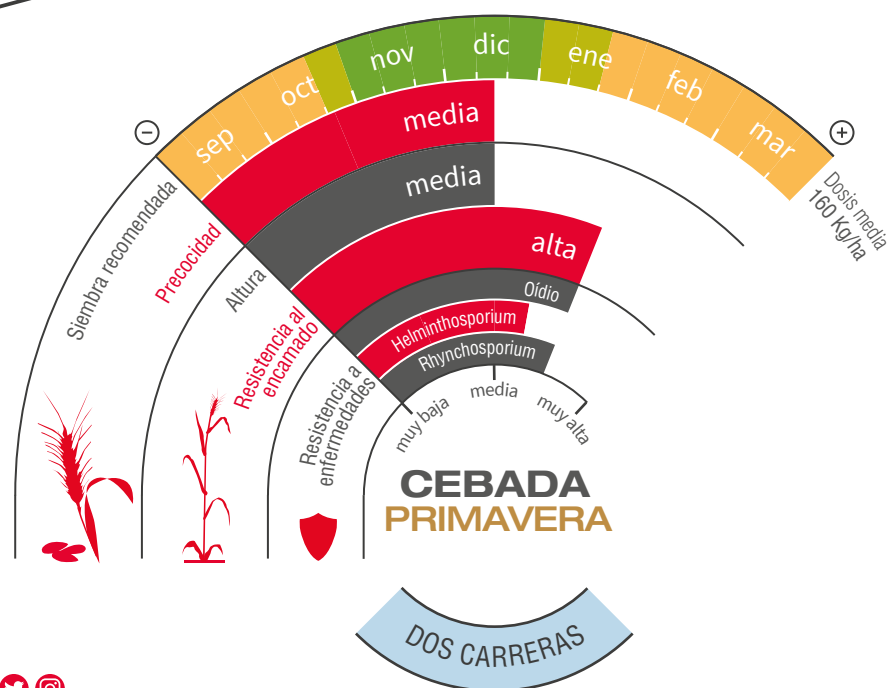 sep
oct
nov
dic
ene
feb
mar
−
+
Siembra recomendada
Dosis media
160 Kg/ha
Precocidad
media
Altura
media
Resistencia al
encamado
alta
Resistencia a
enfermedades
Oídio
Helminthosporium
Rhynchosporium
muy baja
media
muy alta
CEBADA
PRIMAVERA
DOS CARRERAS